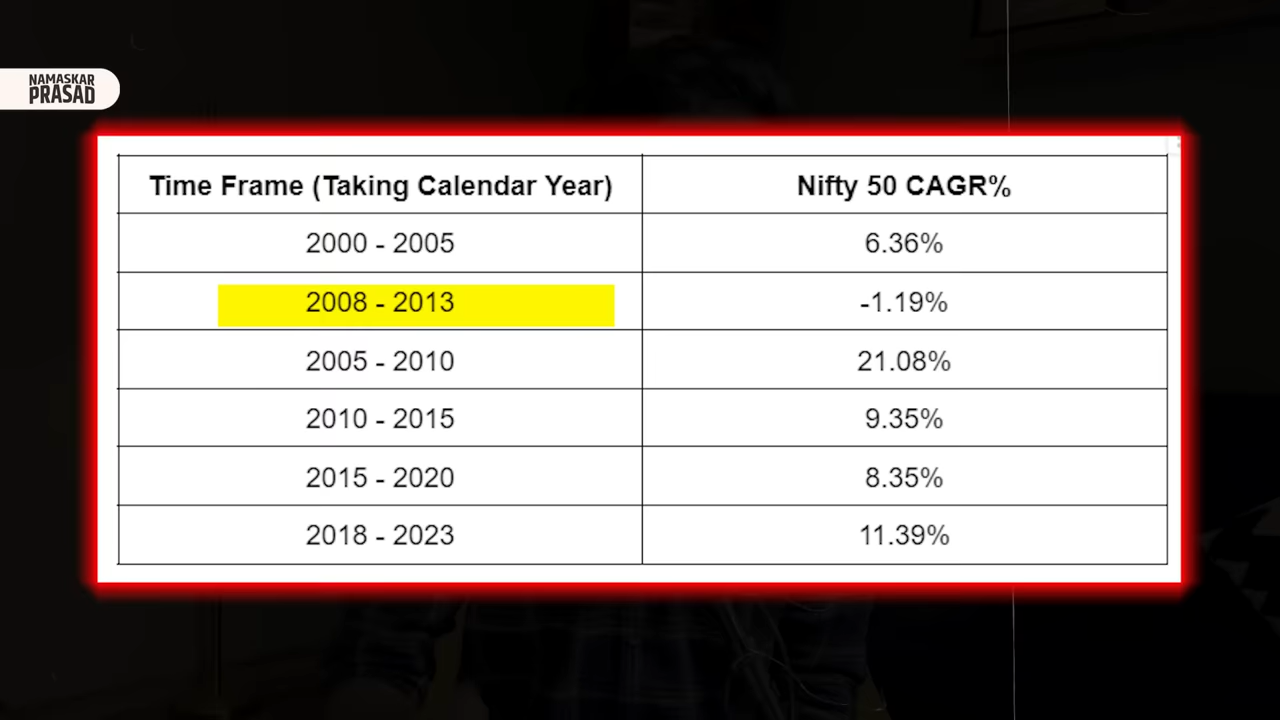 NAMASKAR
PRASAD
Time Frame (Taking Calendar Year) Nifty 50 CAGR%
2000 - 2005 6.36%
2008 - 2013 -1.19%
2005 - 2010 21.08%
2010 - 2015 9.35%
2015 - 2020 8.35%
2018 - 2023 11.39%